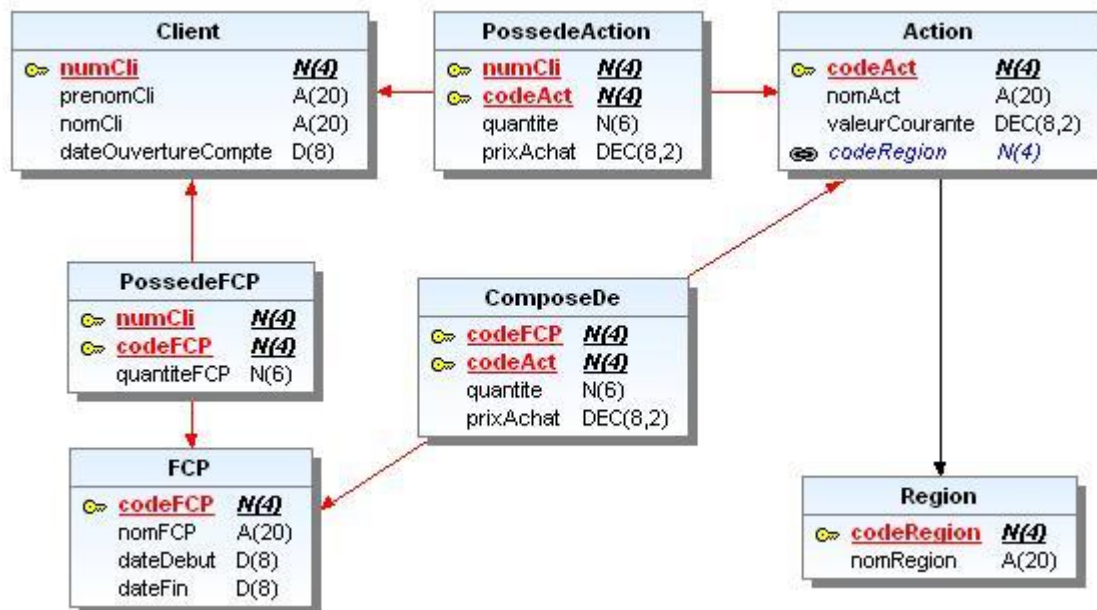 Client
numCli N(4)
prenomCli A(20)
nomCli A(20)
dateOuvertureCompte D(8)
PossedeAction
numCli N(4)
codeAct N(4)
quantite N(6)
prixAchat DEC(8,2)
Action
codeAct N(4)
nomAct A(20)
valeurCourante DEC(8,2)
codeRegion N(4)
PossedeFCP
numCli N(4)
codeFCP N(4)
quantiteFCP N(6)
ComposeDe
codeFCP N(4)
codeAct N(4)
quantite N(6)
prixAchat DEC(8,2)
FCP
codeFCP N(4)
nomFCP A(20)
dateDebut D(8)
dateFin D(8)
Region
codeRegion N(4)
nomRegion A(20)